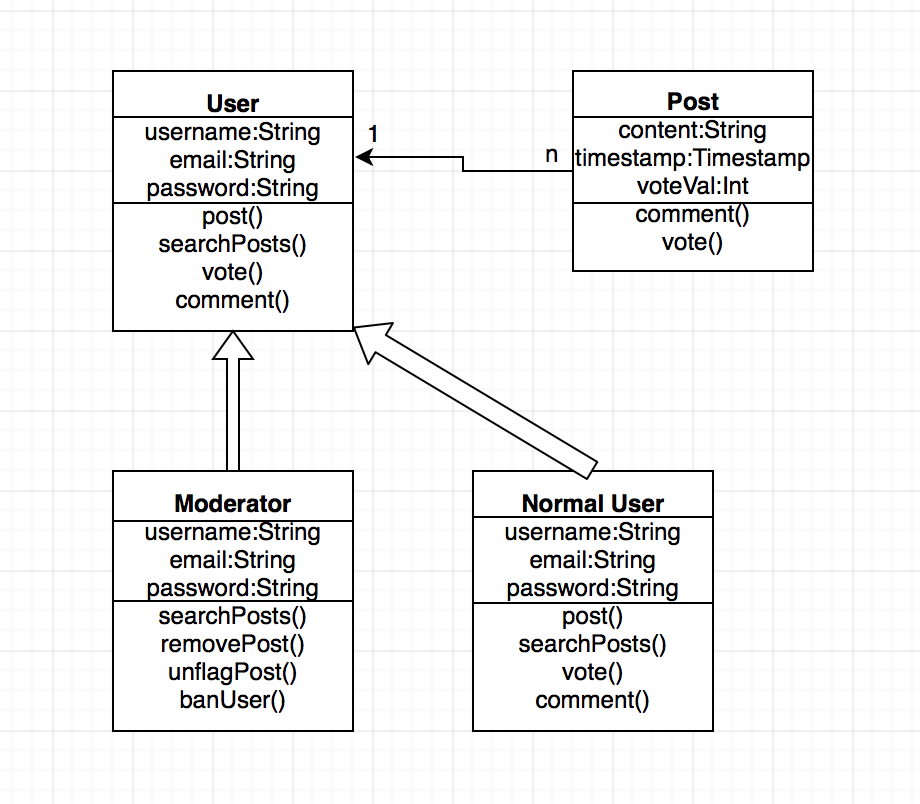 User
username:String
email:String
password:String
post()
searchPosts()
vote()
comment()
1
n
Post
content:String
timestamp:Timestamp
voteVal:Int
comment()
vote()
Moderator
username:String
email:String
password:String
searchPosts()
removePost()
unflagPost()
banUser()
Normal User
username:String
email:String
password:String
post()
searchPosts()
vote()
comment()